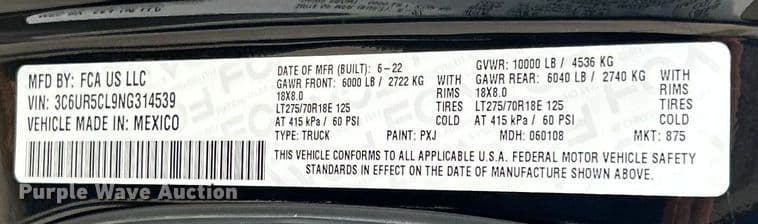 MFD BY: FCA US LLC
VIN: 3C6UR5CL9NG314539
VEHICLE MADE IN: MEXICO
DATE OF MFR (BUILT): 6-22
GVWR: 10000 LB / 4536 KG
GAWR FRONT: 6000 LB / 2722 KG WITH
GAWR REAR: 6040 LB / 2740 KG WITH
18X8.0 RIMS
18X8.0 RIMS
LT275/70R18E 125 TIRES
LT275/70R18E 125 TIRES
AT 415 kPa / 60 PSI COLD
AT 415 kPa / 60 PSI COLD
TYPE: TRUCK PAINT: PXJ MDH: 060108 MKT: 875
THIS VEHICLE CONFORMS TO ALL APPLICABLE U.S.A. FEDERAL MOTOR VEHICLE SAFETY
STANDARDS IN EFFECT ON THE DATE OF MANUFACTURE SHOWN ABOVE.
Purple Wave Auction